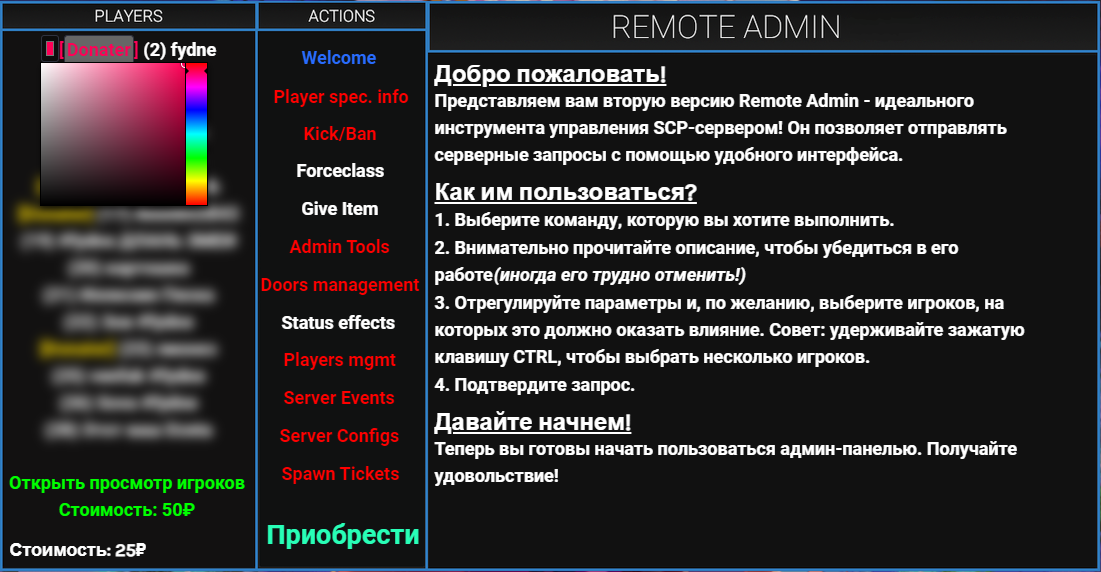 PLAYERS
[Donater] (2) fydne
Открыть просмотр игроков
Стоимость: 50₽
Стоимость: 25₽
ACTIONS
Welcome
Player spec. info
Kick/Ban
Forceclass
Give Item
Admin Tools
Doors management
Status effects
Players mgmt
Server Events
Server Configs
Spawn Tickets
Приобрести
REMOTE ADMIN
Добро пожаловать!
Представляем вам вторую версию Remote Admin - идеального
инструмента управления SCP-сервером! Он позволяет отправлять
серверные запросы с помощью удобного интерфейса.
Как им пользоваться?
1. Выберите команду, которую вы хотите выполнить.
2. Внимательно прочитайте описание, чтобы убедиться в его
работе(иногда его трудно отменить!)
3. Отрегулируйте параметры и, по желанию, выберите игроков, на
которых это должно оказать влияние. Совет: удерживайте зажатую
клавишу CTRL, чтобы выбрать несколько игроков.
4. Подтвердите запрос.
Давайте начнем!
Теперь вы готовы начать пользоваться админ-панелью. Получайте
удовольствие!